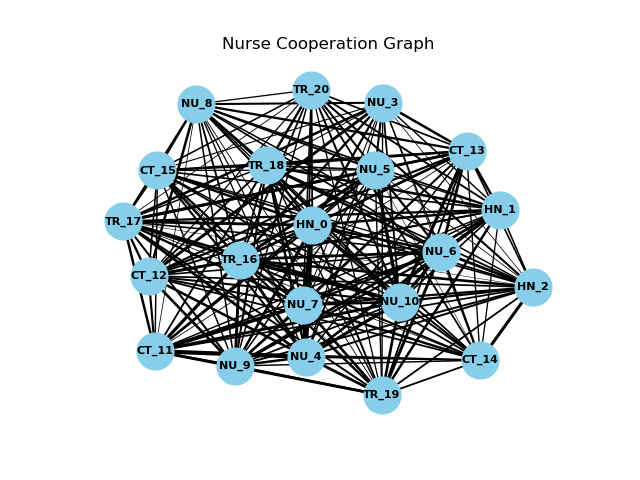 Nurse Cooperation Graph
TR_20
NU_8
NU_3
CT_13
TR_18
CT_15
NU_5
HN_1
TR_17
HN_0
NU_6
TR_16
CT_12
HN_2
NU_10
NU_7
CT_11
NU_4
CT_14
NU_9
TR_19